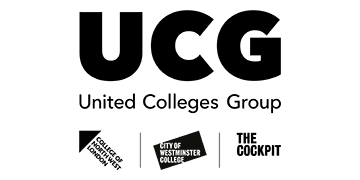 UCG
United Colleges Group
COLLEGE OF
NORTH WEST
LONDON
CITY OF
WESTMINSTER
COLLEGE
THE
COCKPIT